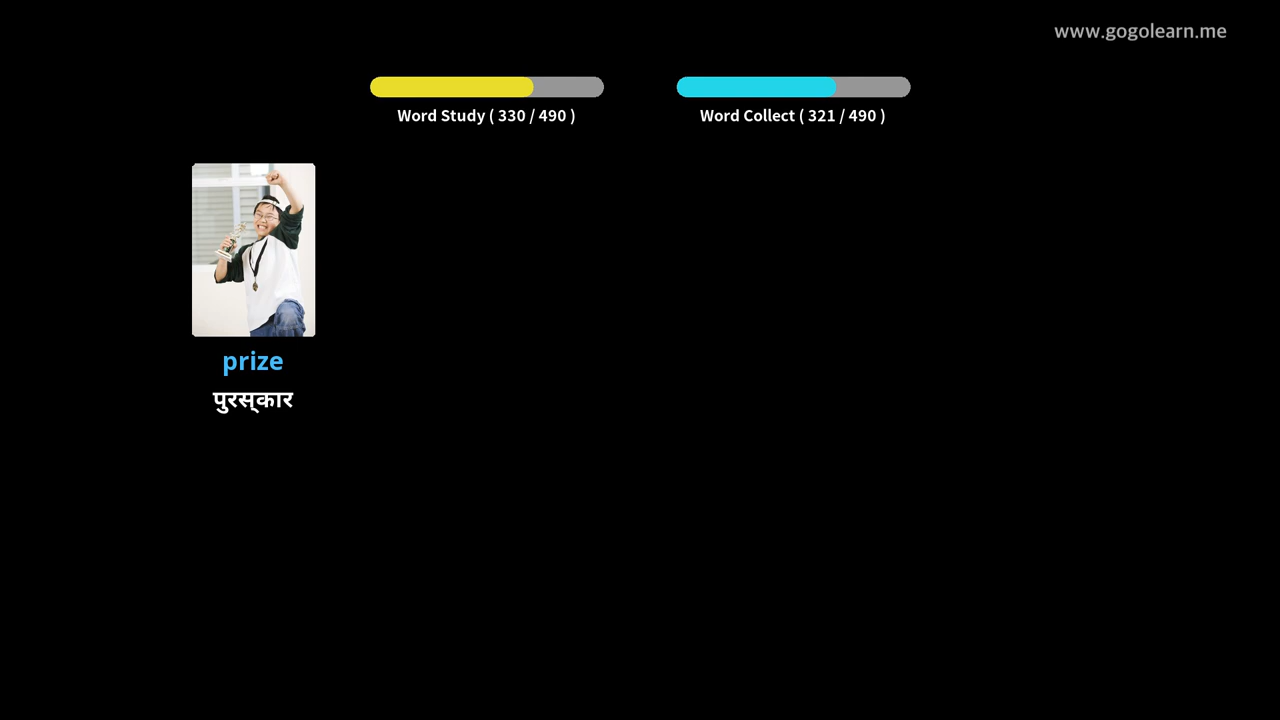 www.gogolearn.me
Word Study ( 330 / 490 )
Word Collect ( 321 / 490 )
prize
पुरस्कार